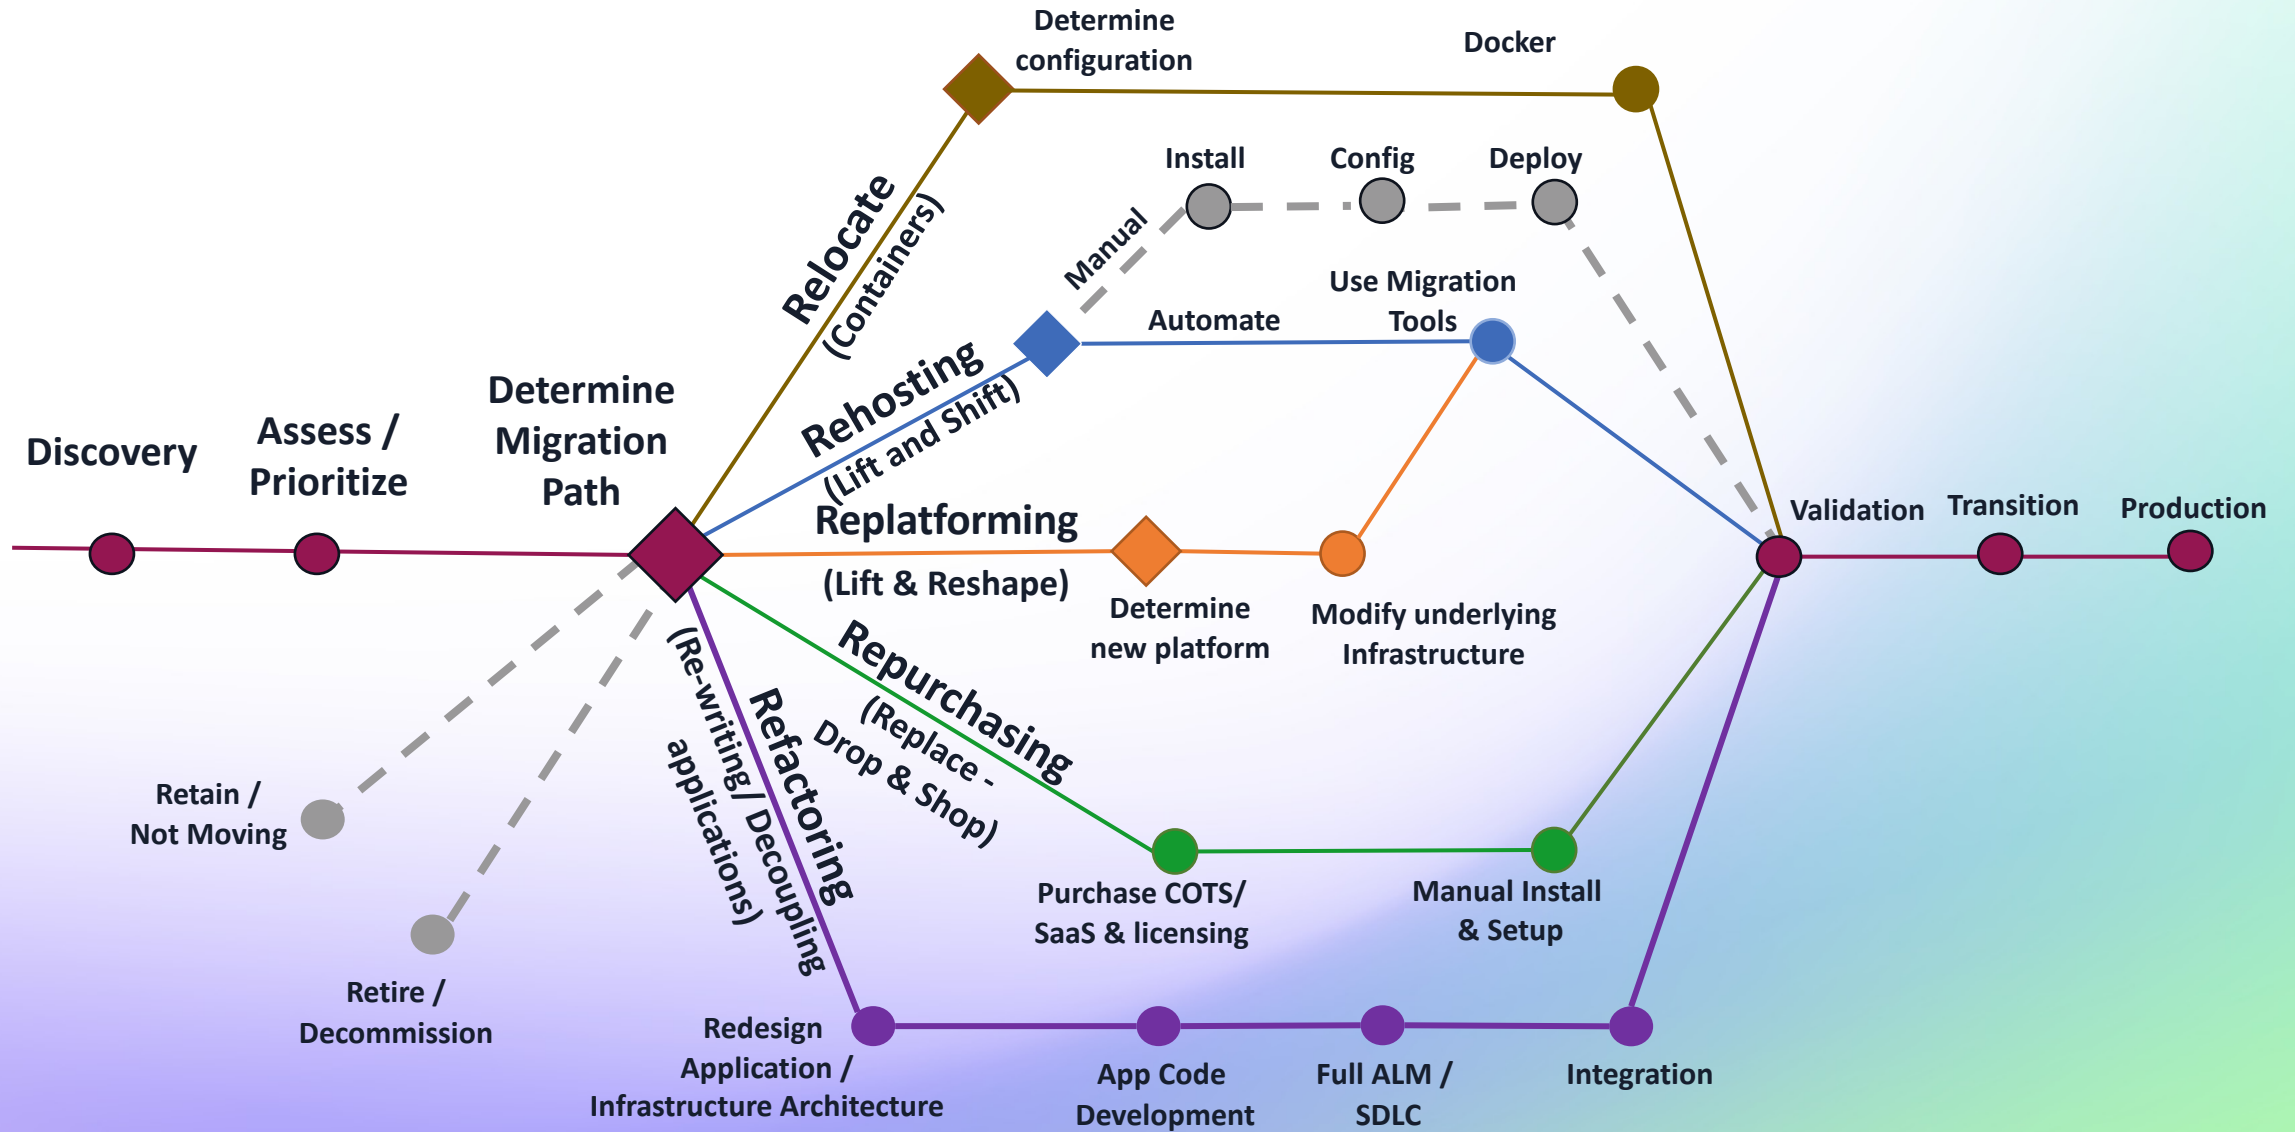 Determine
configuration
Docker
Install
Config
Deploy
Manual
Relocate
(Containers)
Use Migration
Tools
Automate
Rehosting
(Lift and Shift)
Determine
Migration
Path
Assess /
Prioritize
Discovery
Replatforming
(Lift & Reshape)
Determine
new platform
Modify underlying
Infrastructure
Validation
Transition
Production
Repurchasing
(Replace -
Drop & Shop)
Refactoring
(Re-writing/ Decoupling
applications)
Retain /
Not Moving
Retire /
Decommission
Purchase COTS/
SaaS & licensing
Manual Install
& Setup
Redesign
Application /
Infrastructure Architecture
App Code
Development
Full ALM /
SDLC
Integration